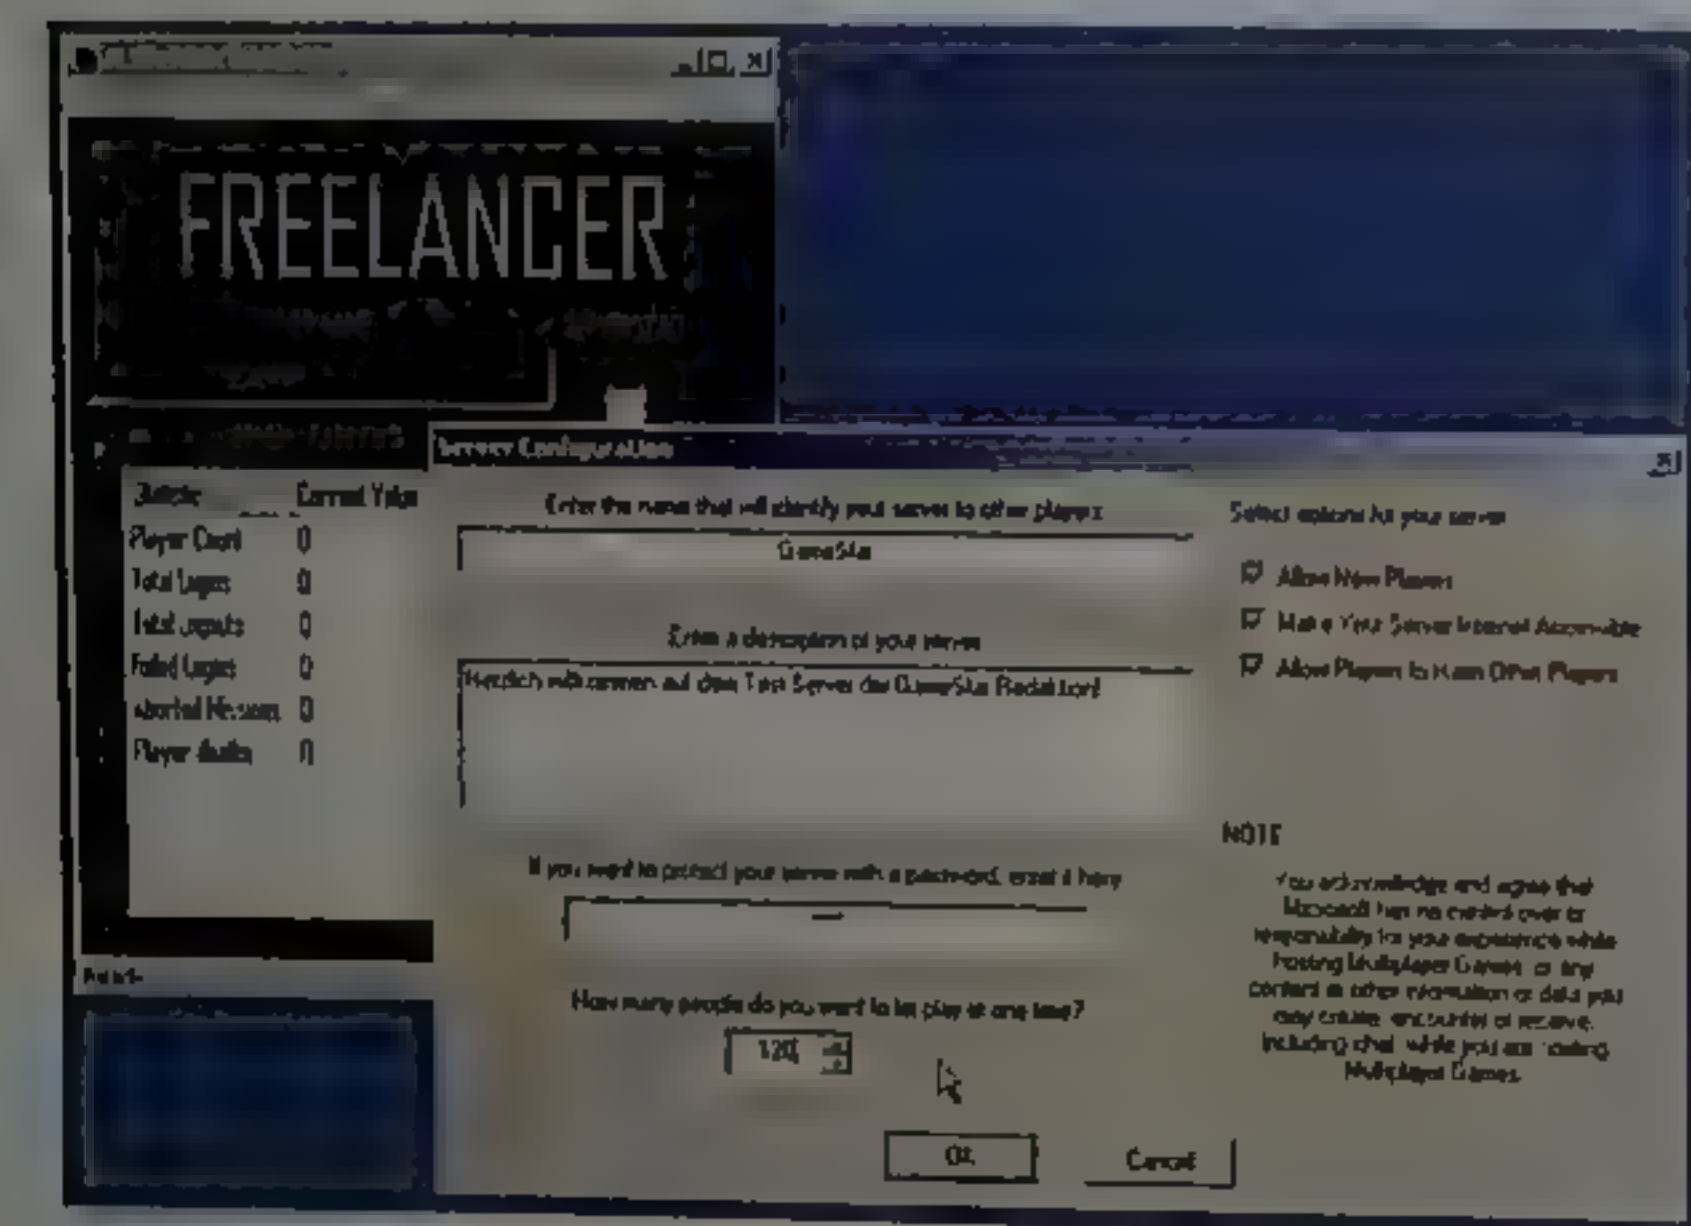 FREELANCER
Server Configuration
Statistic Current Value
Player Count 0
Total Logins 0
Total Logouts 0
Failed Logins 0
Aborted Missions 0
Player Deaths 0
Enter the name that will identify your server to other players
GameStar
Enter a description of your server
Herzlich willkommen auf dem Test Server der GameStar Redaktion!
If you want to protect your server with a password, enter it here
How many people do you want to let play at one time?
120
OK Cancel
Select options for your server
Allow New Players
Make Your Server Internet Accessible
Allow Players to Harm Other Players
NOTE
You acknowledge and agree that
Microsoft has no control over or
responsibility for your experience while
hosting Multiplayer Games, or any
content or other information or data you
may create, encounter or receive,
including chat, while you are hosting
Multiplayer Games.